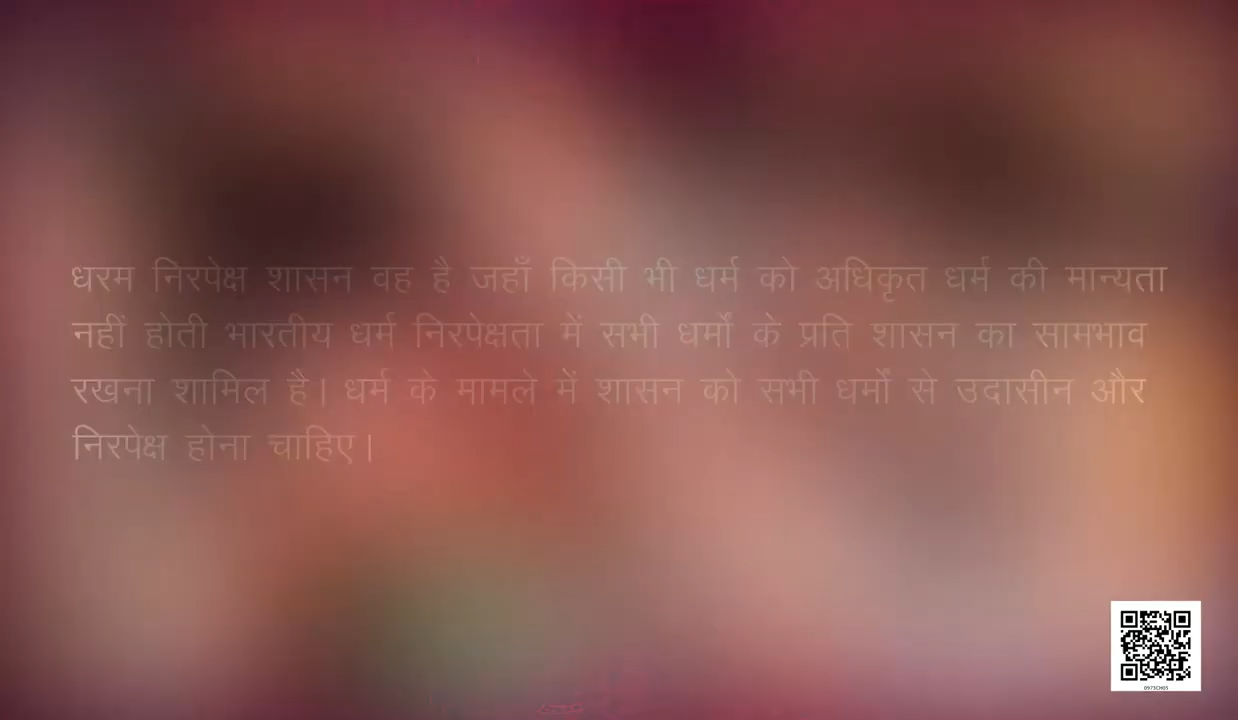 धरम निरपेक्ष शासन वह है जहाँ किसी भी धर्म को अधिकृत धर्म की मान्यता
नहीं होती भारतीय धर्म निरपेक्षता में सभी धर्मों के प्रति शासन का सामभाव
रखना शामिल है। धर्म के मामले में शासन को सभी धर्मों से उदासीन और
निरपेक्ष होना चाहिए।
0973CH05